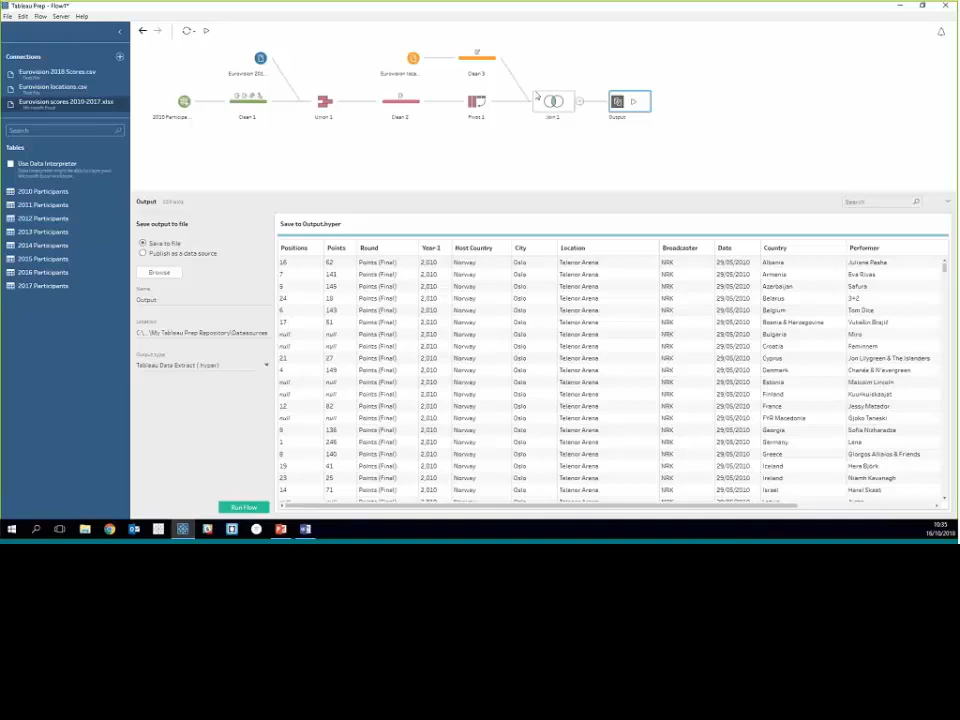 Tableau Prep - Flow1*
File Edit Flow Server Help
Connections
Eurovision 2018 Scores.csv
Text File
Eurovision locations.csv
Text File
Eurovision scores 2010-2017.xlsx
Microsoft Excel
Search
Tables
Use Data Interpreter
2010 Participants
2011 Participants
2012 Participants
2013 Participants
2014 Participants
2015 Participants
2016 Participants
2017 Participants
Eurovision 201...
Eurovision loca...
Clean 3
2010 Participa...
Clean 1
Union 1
Clean 2
Pivot 1
Join 1
Output
Output
Search
Save output to file
Save to file
Publish as a data source
Browse
Name
Output
Location
C:\...\My Tableau Prep Repository\Datasources
Output type
Tableau Data Extract (.hyper)
Run Flow
Save to Output.hyper
Positions Points Round Year-1 Host Country City Location Broadcaster Date Country Performer
16 62 Points (Final) 2,010 Norway Oslo Telenor Arena NRK 29/05/2010 Albania Juliana Pasha
7 141 Points (Final) 2,010 Norway Oslo Telenor Arena NRK 29/05/2010 Armenia Eva Rivas
5 145 Points (Final) 2,010 Norway Oslo Telenor Arena NRK 29/05/2010 Azerbaijan Safura
24 18 Points (Final) 2,010 Norway Oslo Telenor Arena NRK 29/05/2010 Belarus 3+2
6 143 Points (Final) 2,010 Norway Oslo Telenor Arena NRK 29/05/2010 Belgium Tom Dice
17 51 Points (Final) 2,010 Norway Oslo Telenor Arena NRK 29/05/2010 Bosnia & Herzegovina Vukašin Brajić
null null Points (Final) 2,010 Norway Oslo Telenor Arena NRK 29/05/2010 Bulgaria Miro
null null Points (Final) 2,010 Norway Oslo Telenor Arena NRK 29/05/2010 Croatia Feminnem
21 27 Points (Final) 2,010 Norway Oslo Telenor Arena NRK 29/05/2010 Cyprus Jon Lilygreen & The Islanders
4 149 Points (Final) 2,010 Norway Oslo Telenor Arena NRK 29/05/2010 Denmark Chanée & N'evergreen
null null Points (Final) 2,010 Norway Oslo Telenor Arena NRK 29/05/2010 Estonia Malcolm Lincoln
null null Points (Final) 2,010 Norway Oslo Telenor Arena NRK 29/05/2010 Finland Kuunkuiskaajat
12 82 Points (Final) 2,010 Norway Oslo Telenor Arena NRK 29/05/2010 France Jessy Matador
null null Points (Final) 2,010 Norway Oslo Telenor Arena NRK 29/05/2010 FYR Macedonia Gjoko Taneski
9 136 Points (Final) 2,010 Norway Oslo Telenor Arena NRK 29/05/2010 Georgia Sofia Nizharadze
1 246 Points (Final) 2,010 Norway Oslo Telenor Arena NRK 29/05/2010 Germany Lena
8 140 Points (Final) 2,010 Norway Oslo Telenor Arena NRK 29/05/2010 Greece Giorgos Alkaios & Friends
19 41 Points (Final) 2,010 Norway Oslo Telenor Arena NRK 29/05/2010 Iceland Hera Björk
23 25 Points (Final) 2,010 Norway Oslo Telenor Arena NRK 29/05/2010 Ireland Niamh Kavanagh
14 71 Points (Final) 2,010 Norway Oslo Telenor Arena NRK 29/05/2010 Israel Harel Skaat
10:35
16/10/2018